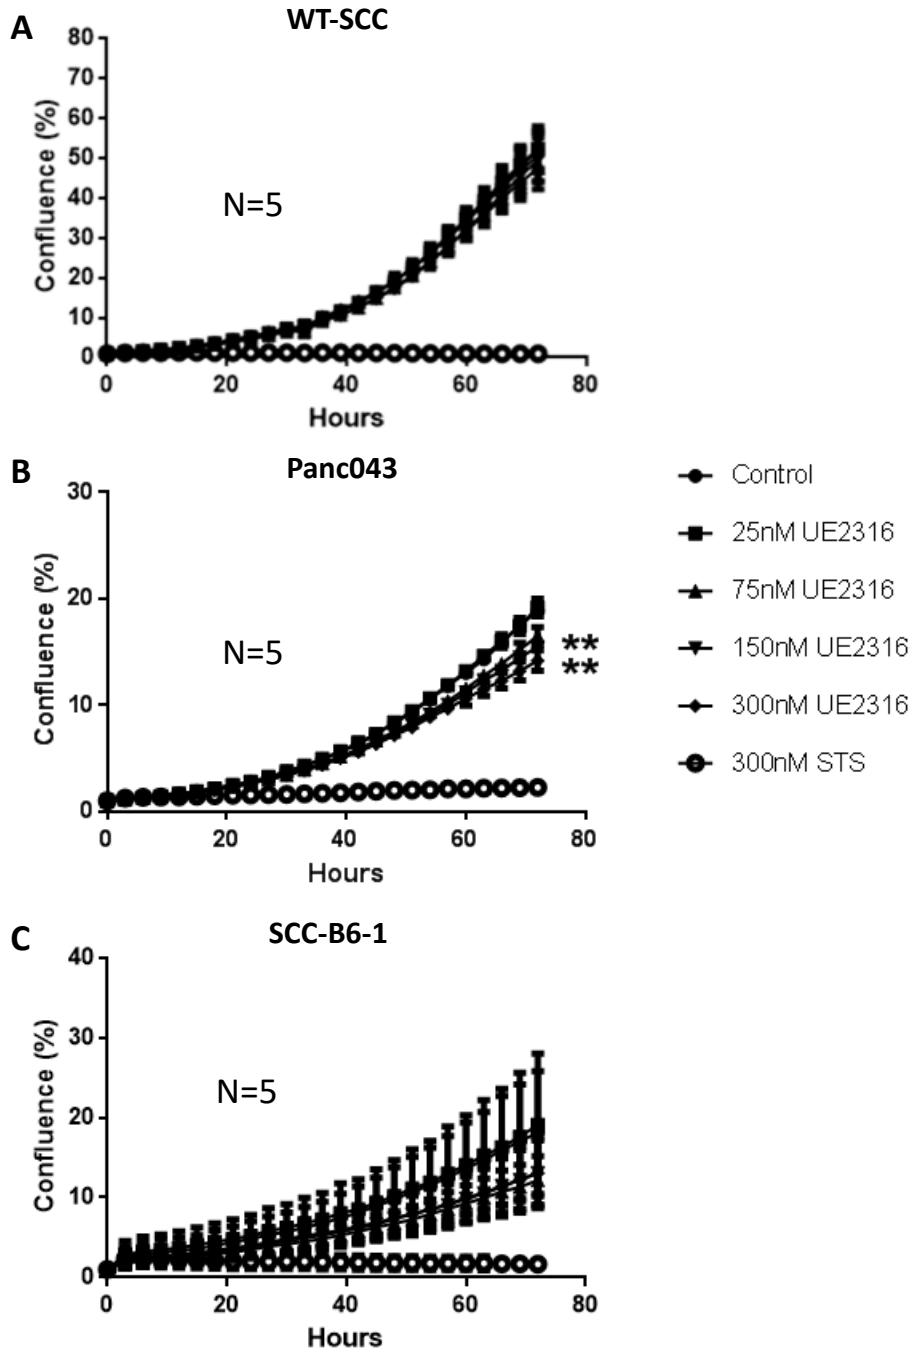 A
WT-SCC
80
70
60
50
40
30
20
10
0
Confluence (%)
N=5
0 20 40 60 80
Hours
B
Panc043
30
20
10
0
Confluence (%)
N=5
**
**
0 20 40 60 80
Hours
Control
25nM UE2316
75nM UE2316
150nM UE2316
300nM UE2316
300nM STS
C
SCC-B6-1
40
30
20
10
0
Confluence (%)
N=5
0 20 40 60 80
Hours